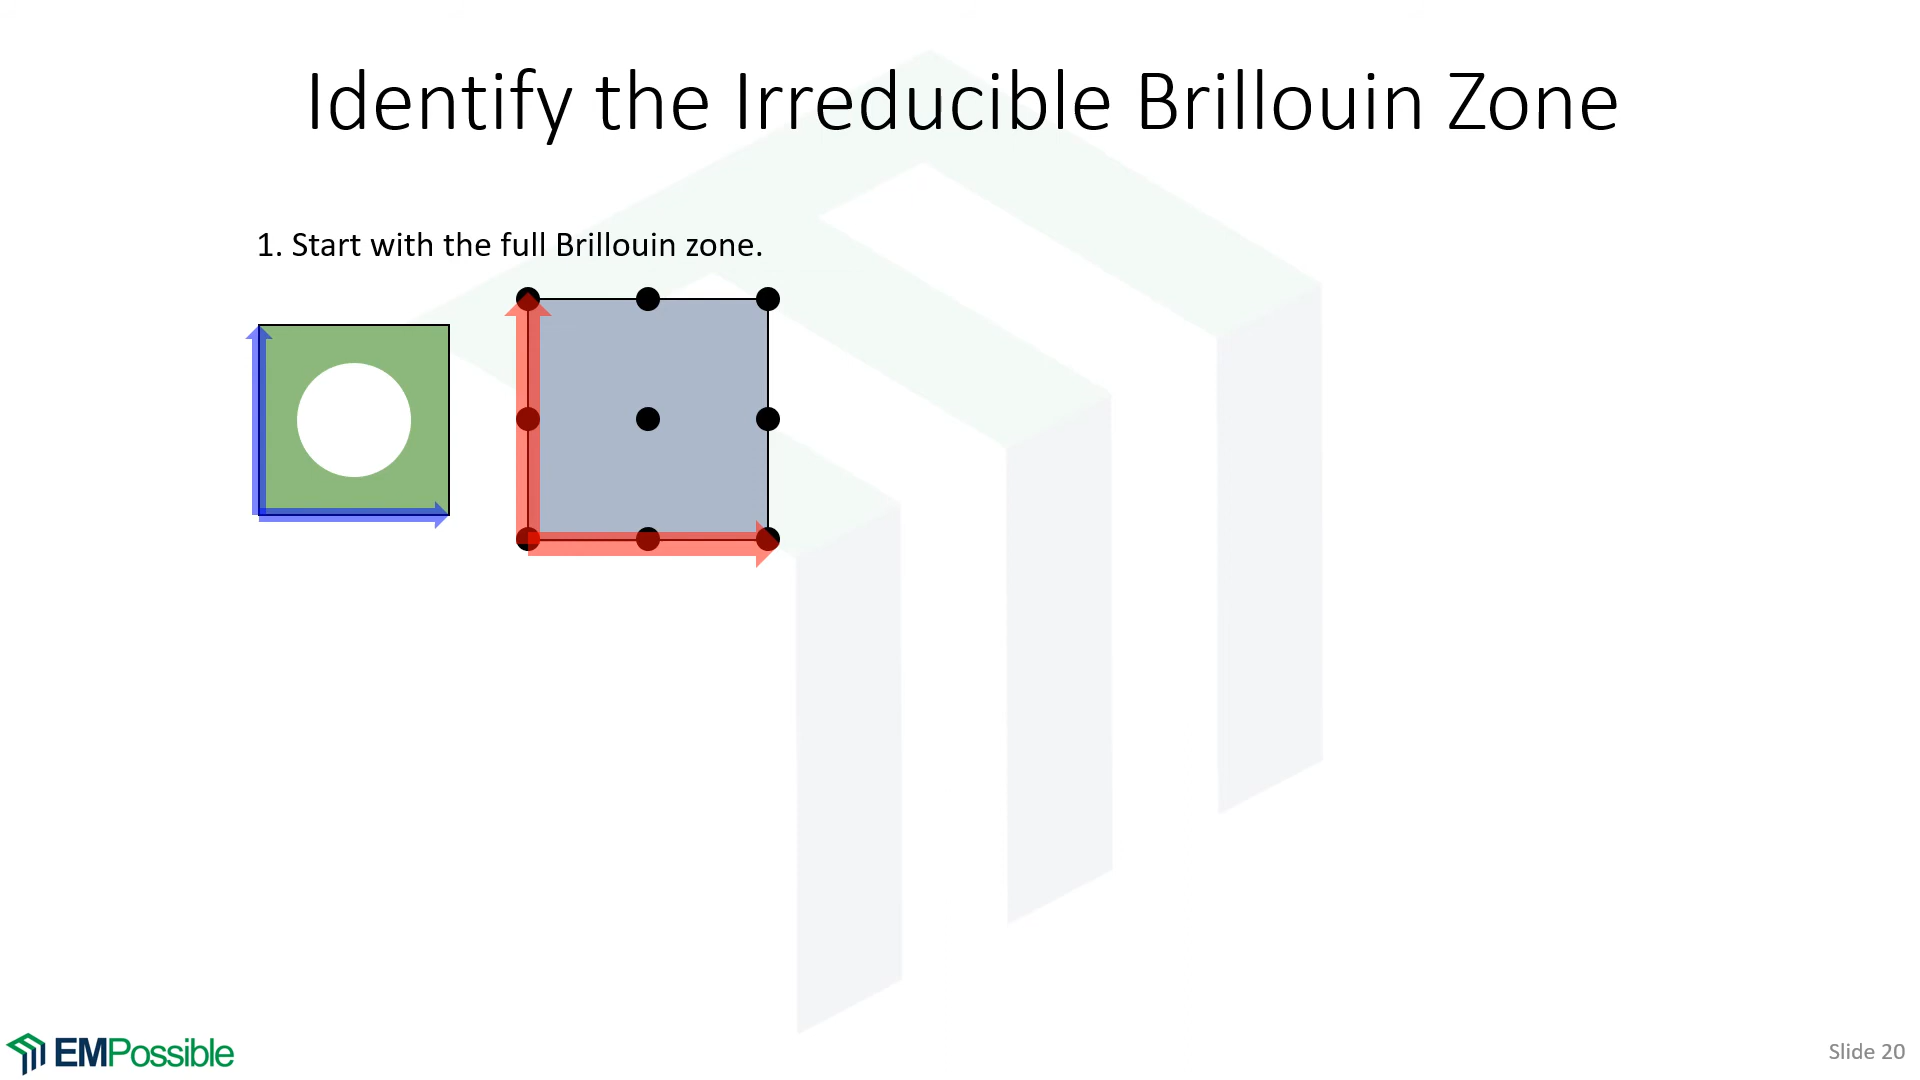 Identify the Irreducible Brillouin Zone
1. Start with the full Brillouin zone.
EMPossible
Slide 20